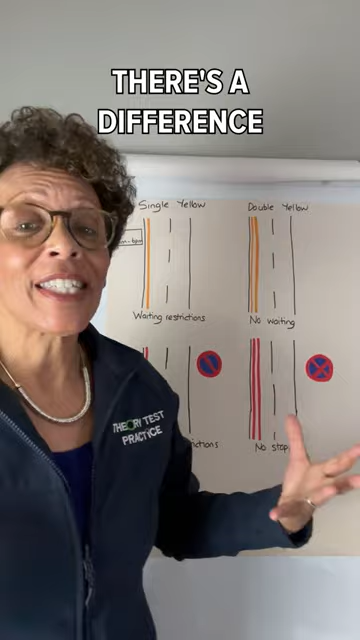 THERE'S A
DIFFERENCE
Single Yellow
Double Yellow
Waiting restrictions
No waiting
THEORY TEST
PRACTICE
No stop